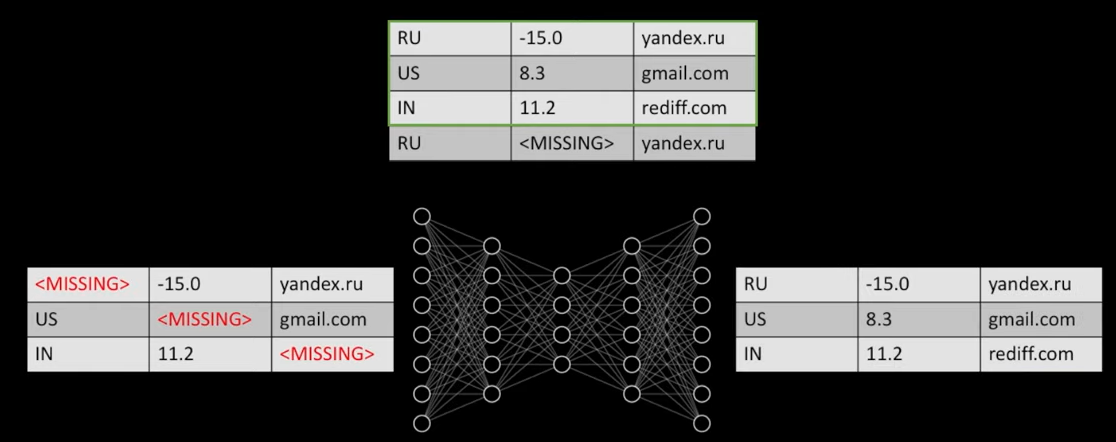 RU -15.0 yandex.ru
US 8.3 gmail.com
IN 11.2 rediff.com
RU <MISSING> yandex.ru
<MISSING> -15.0 yandex.ru
US <MISSING> gmail.com
IN 11.2 <MISSING>
RU -15.0 yandex.ru
US 8.3 gmail.com
IN 11.2 rediff.com